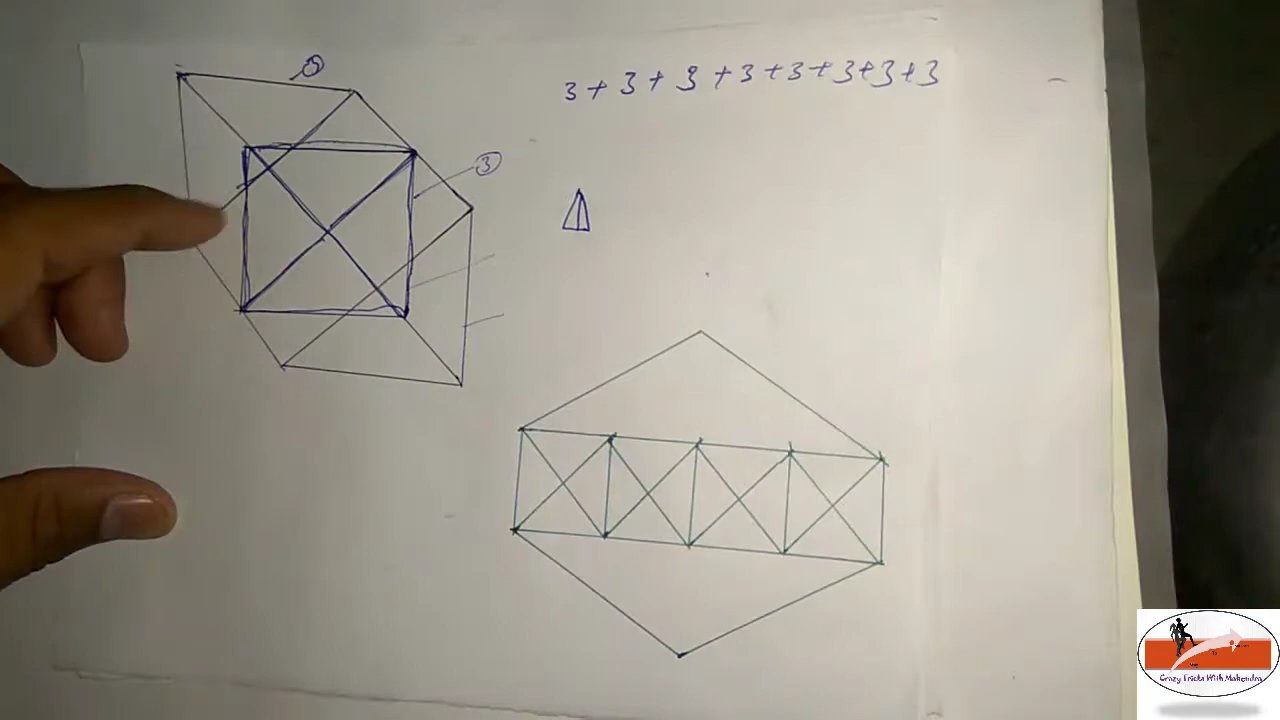 3 + 3 + 3 + 3 + 3 + 3 + 3 + 3
3
Crazy Tricks With Mahendra